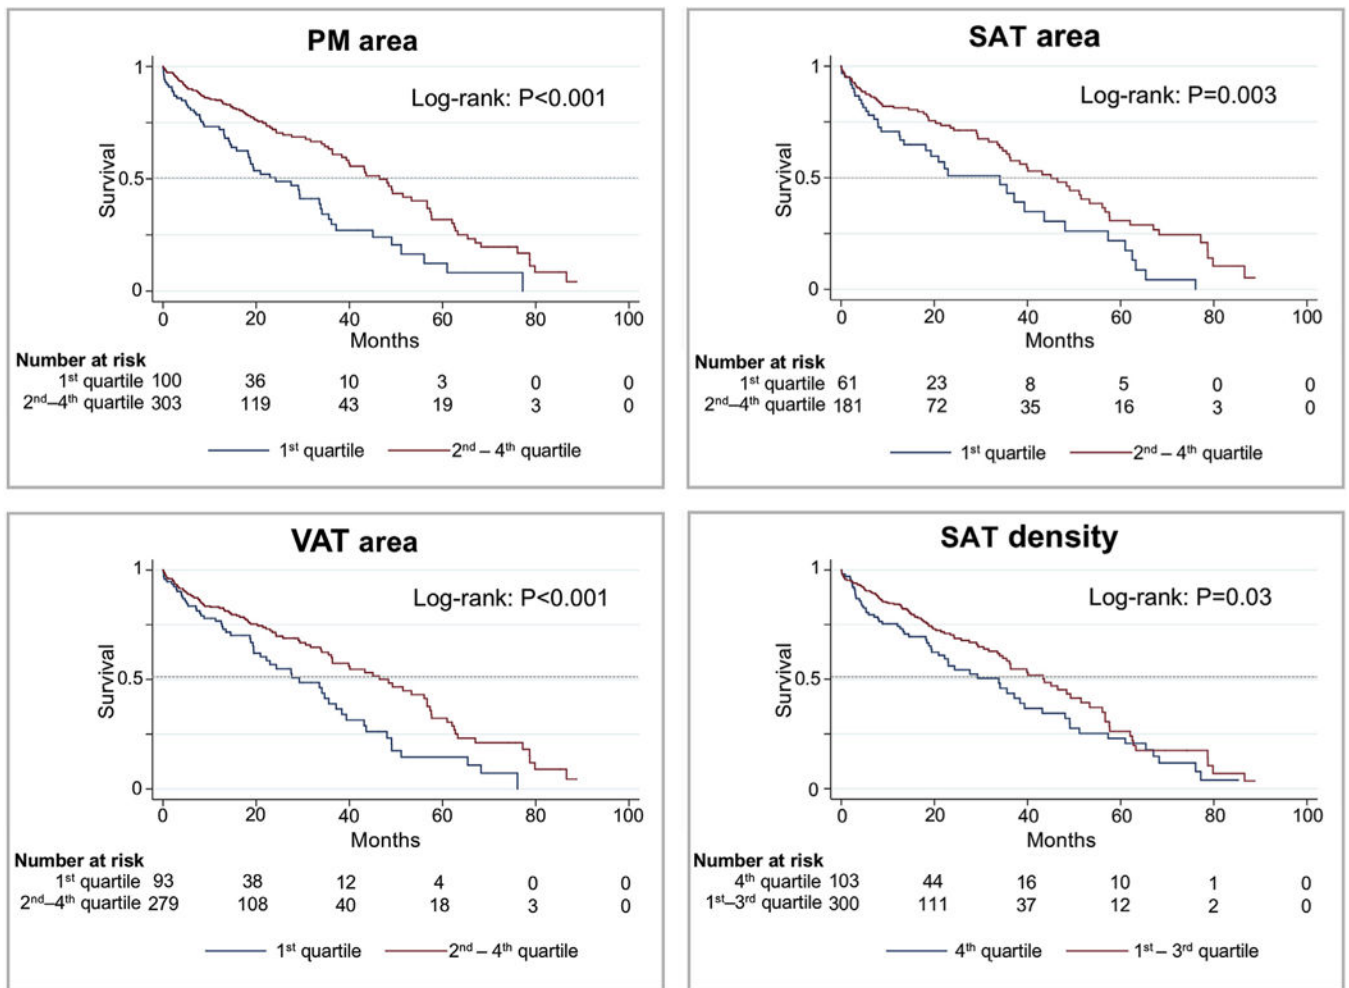 PM area
Log-rank: P<0.001
1
0.5
0
Survival
0 20 40 60 80 100
Months
Number at risk
1st quartile 100 36 10 3 0 0
2nd–4th quartile 303 119 43 19 3 0
1st quartile 2nd – 4th quartile
SAT area
Log-rank: P=0.003
1
0.5
0
Survival
0 20 40 60 80 100
Months
Number at risk
1st quartile 61 23 8 5 0 0
2nd–4th quartile 181 72 35 16 3 0
1st quartile 2nd – 4th quartile
VAT area
Log-rank: P<0.001
1
0.5
0
Survival
0 20 40 60 80 100
Months
Number at risk
1st quartile 93 38 12 4 0 0
2nd–4th quartile 279 108 40 18 3 0
1st quartile 2nd – 4th quartile
SAT density
Log-rank: P=0.03
1
0.5
0
Survival
0 20 40 60 80 100
Months
Number at risk
4th quartile 103 44 16 10 1 0
1st–3rd quartile 300 111 37 12 2 0
4th quartile 1st – 3rd quartile